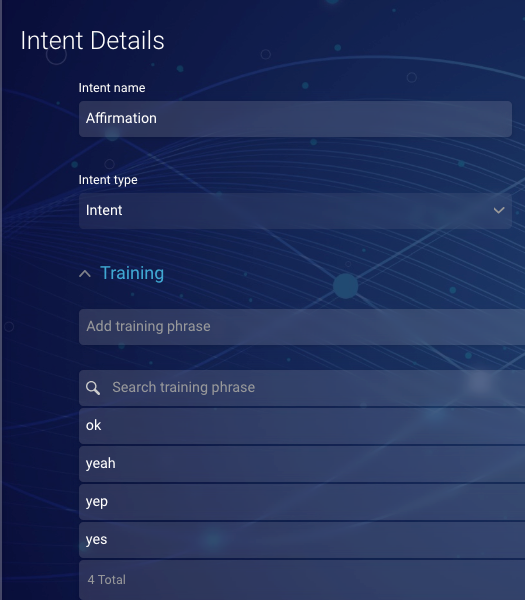 Intent Details
Intent name
Affirmation
Intent type
Intent
Training
Add training phrase
Search training phrase
ok
yeah
yep
yes
4 Total